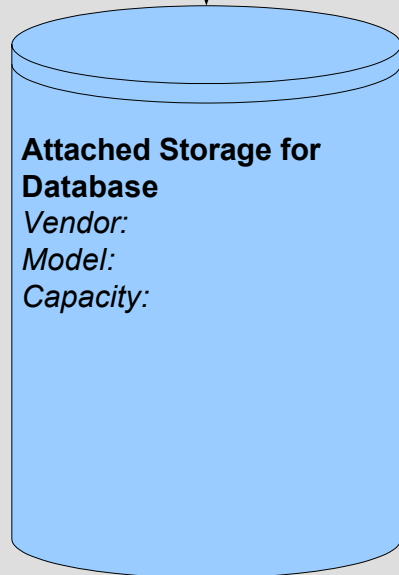 Attached Storage for
Database
Vendor:
Model:
Capacity: